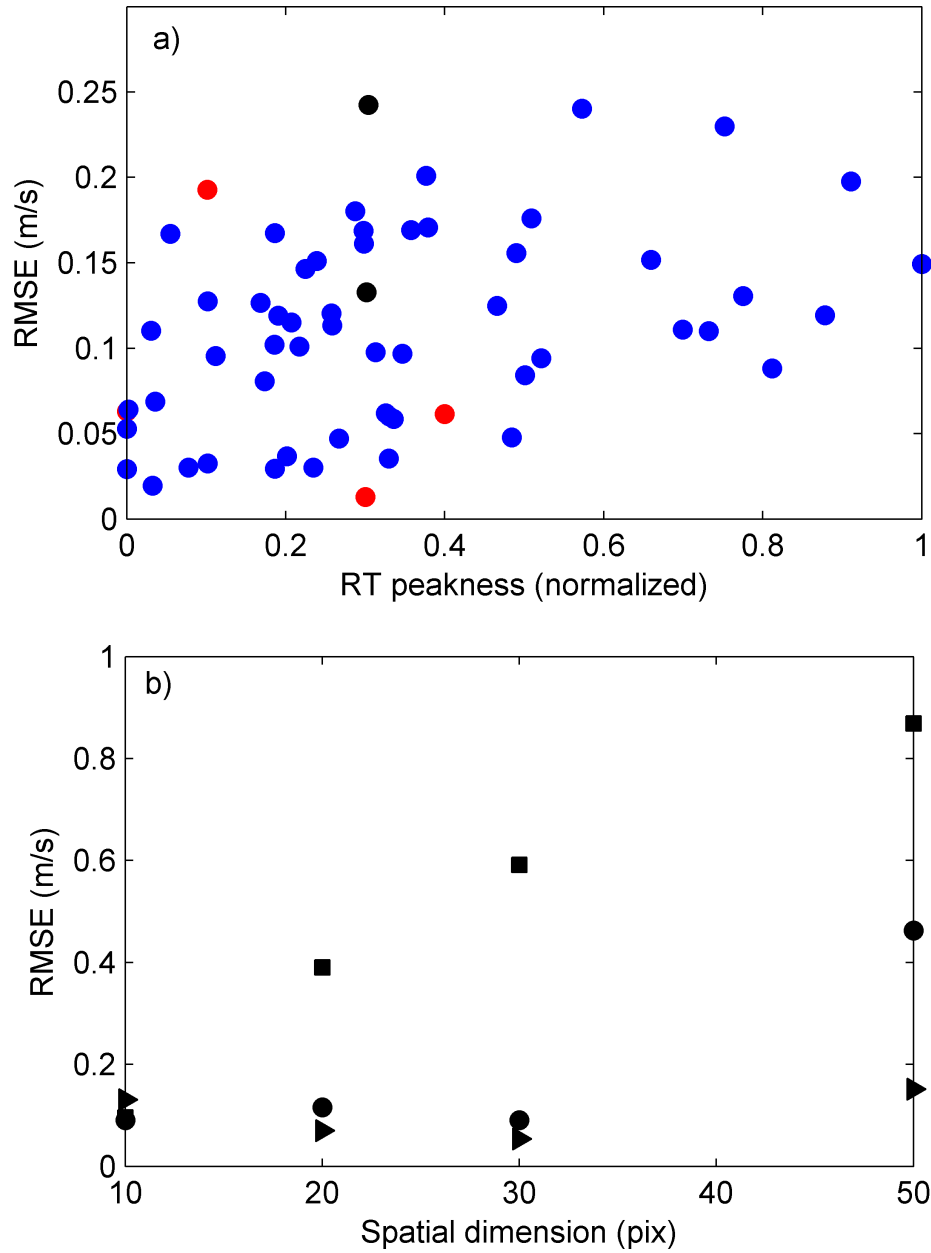 a)
0.25
0.2
0.15
0.1
0.05
0
0 0.2 0.4 0.6 0.8 1
RMSE (m/s)
RT peakness (normalized)
b)
1
0.8
0.6
0.4
0.2
0
10 20 30 40 50
RMSE (m/s)
Spatial dimension (pix)